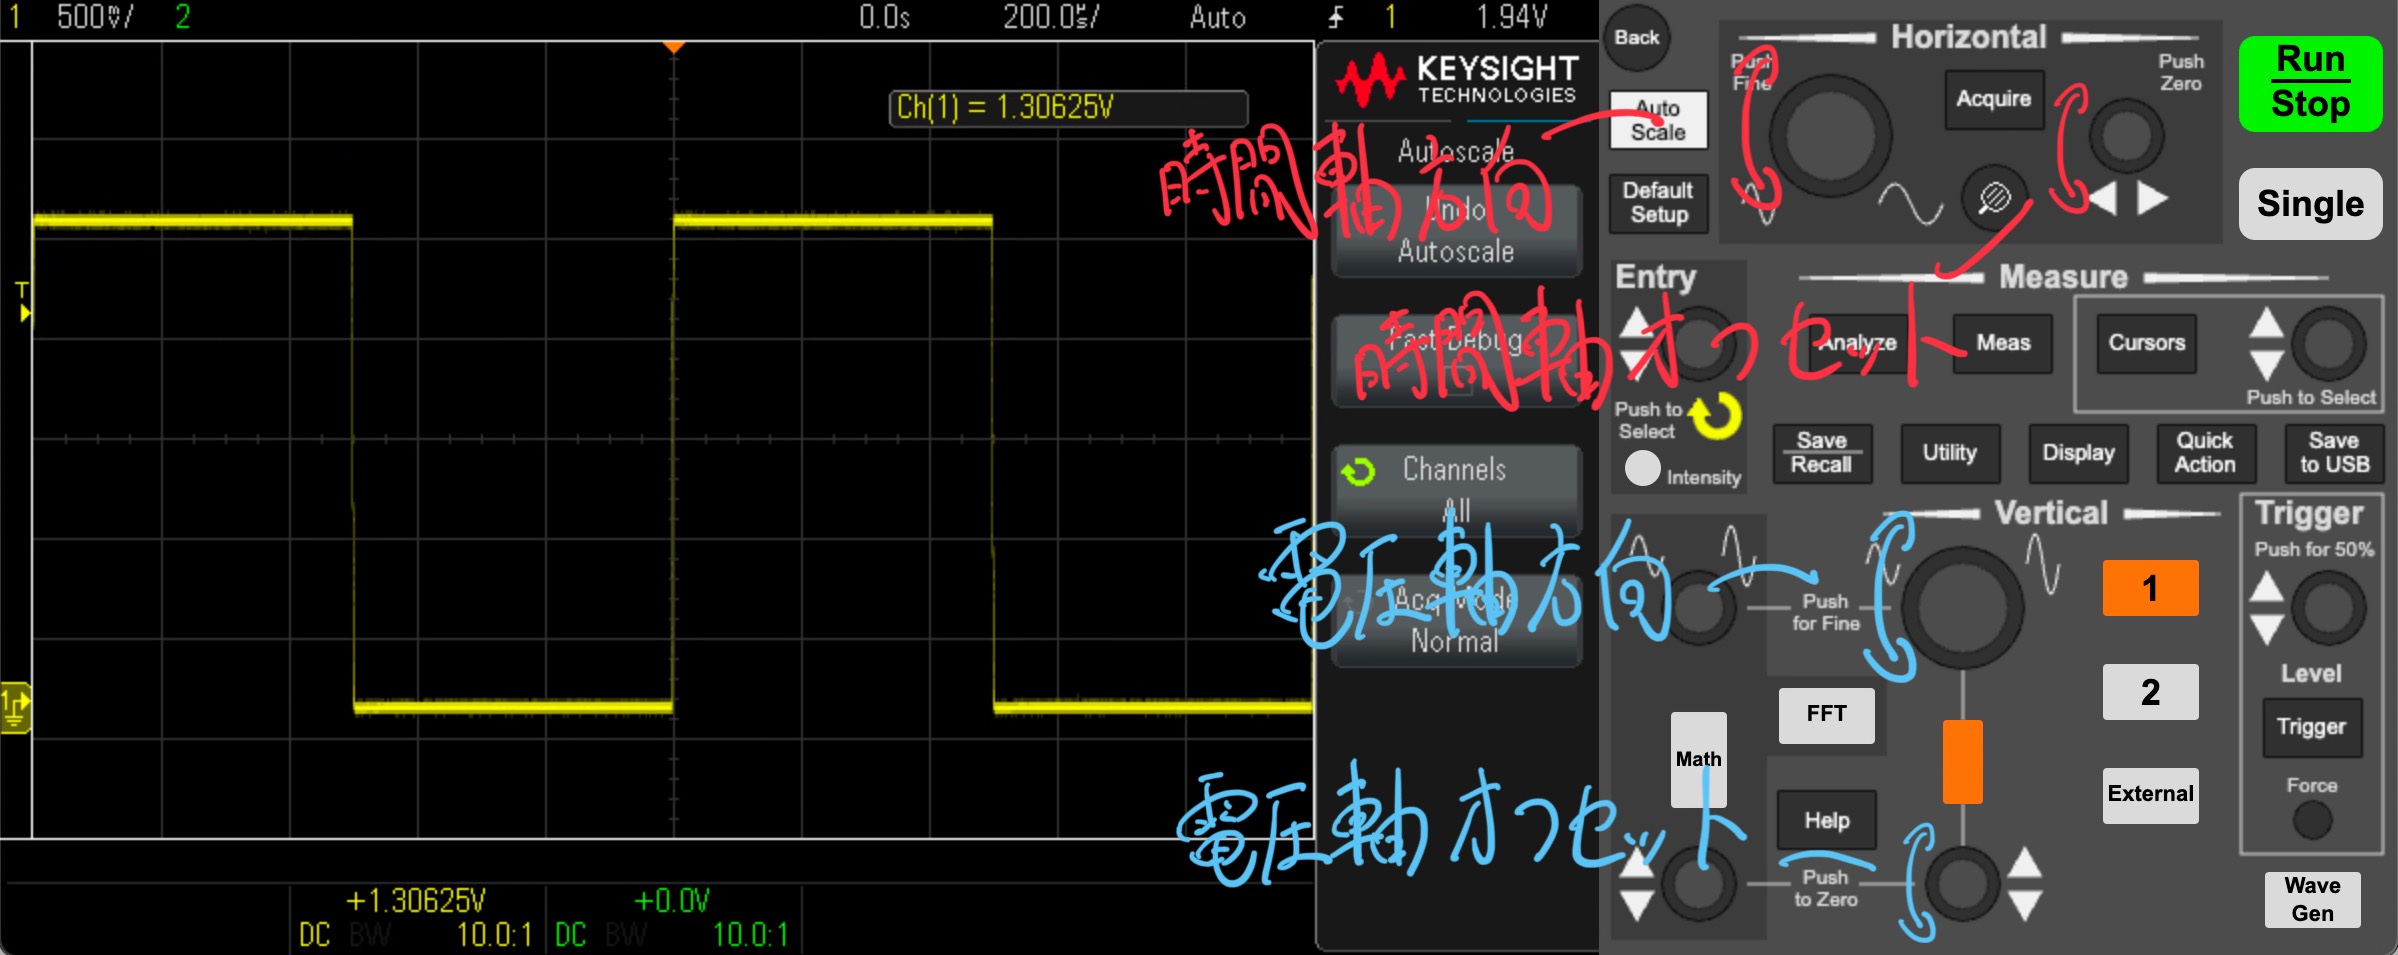 1 500mV/ 2 0.0s 200.0µs/ Auto 1 1.94V
Ch(1) = 1.30625V
T
1
+1.30625V +0.0V
DC BW 10.0:1 DC BW 10.0:1
KEYSIGHT
TECHNOLOGIES
Autoscale
Undo
Autoscale
Fast Debug
Channels
All
Acq Mode
Normal
時間軸方向
時間軸オフセット
電圧軸方向
電圧軸オフセット
Back
Auto
Scale
Default
Setup
Horizontal
Push
Fine
Acquire
Push
Zero
Run
Stop
Single
Entry
Push to
Select
Intensity
Measure
Analyze
Meas
Cursors
Push to Select
Save
Recall
Utility
Display
Quick
Action
Save
to USB
Vertical
Push
for Fine
1
2
External
FFT
Math
Help
Push
to Zero
Trigger
Push for 50%
Level
Trigger
Force
Wave
Gen